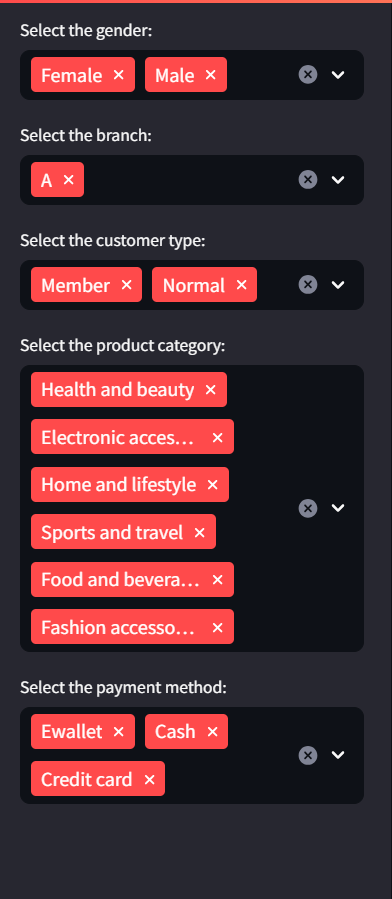 Select the gender:
Female Male
Select the branch:
A
Select the customer type:
Member Normal
Select the product category:
Health and beauty
Electronic acces...
Home and lifestyle
Sports and travel
Food and bevera...
Fashion accesso...
Select the payment method:
Ewallet Cash
Credit card